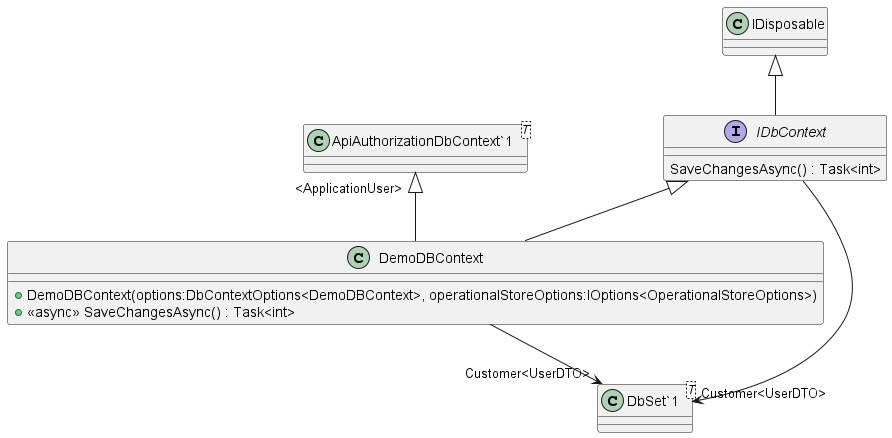 C IDisposable
I IDbContext
SaveChangesAsync() : Task<int>
C ApiAuthorizationDbContext`1 T
<ApplicationUser>
C DemoDBContext
DemoDBContext(options:DbContextOptions<DemoDBContext>, operationalStoreOptions:IOptions<OperationalStoreOptions>)
«async» SaveChangesAsync() : Task<int>
Customer<UserDTO>
C DbSet`1 T
Customer<UserDTO>